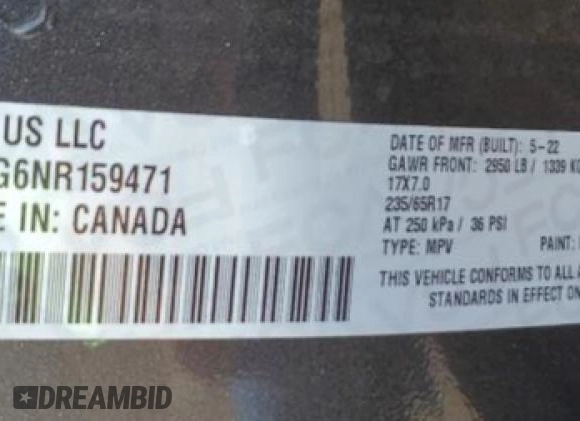 US LLC
G6NR159471
E IN: CANADA
DATE OF MFR (BUILT): 5-22
GAWR FRONT: 2950 LB / 1339 KG
17X7.0
235/65R17
AT 250 kPa / 36 PSI
TYPE: MPV PAINT:
THIS VEHICLE CONFORMS TO ALL A
STANDARDS IN EFFECT ON
DREAMBID